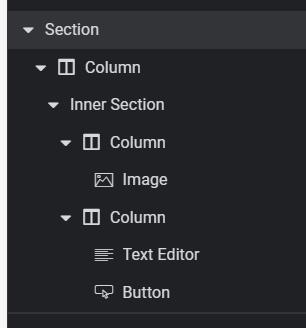 Section
Column
Inner Section
Column
Image
Column
Text Editor
Button